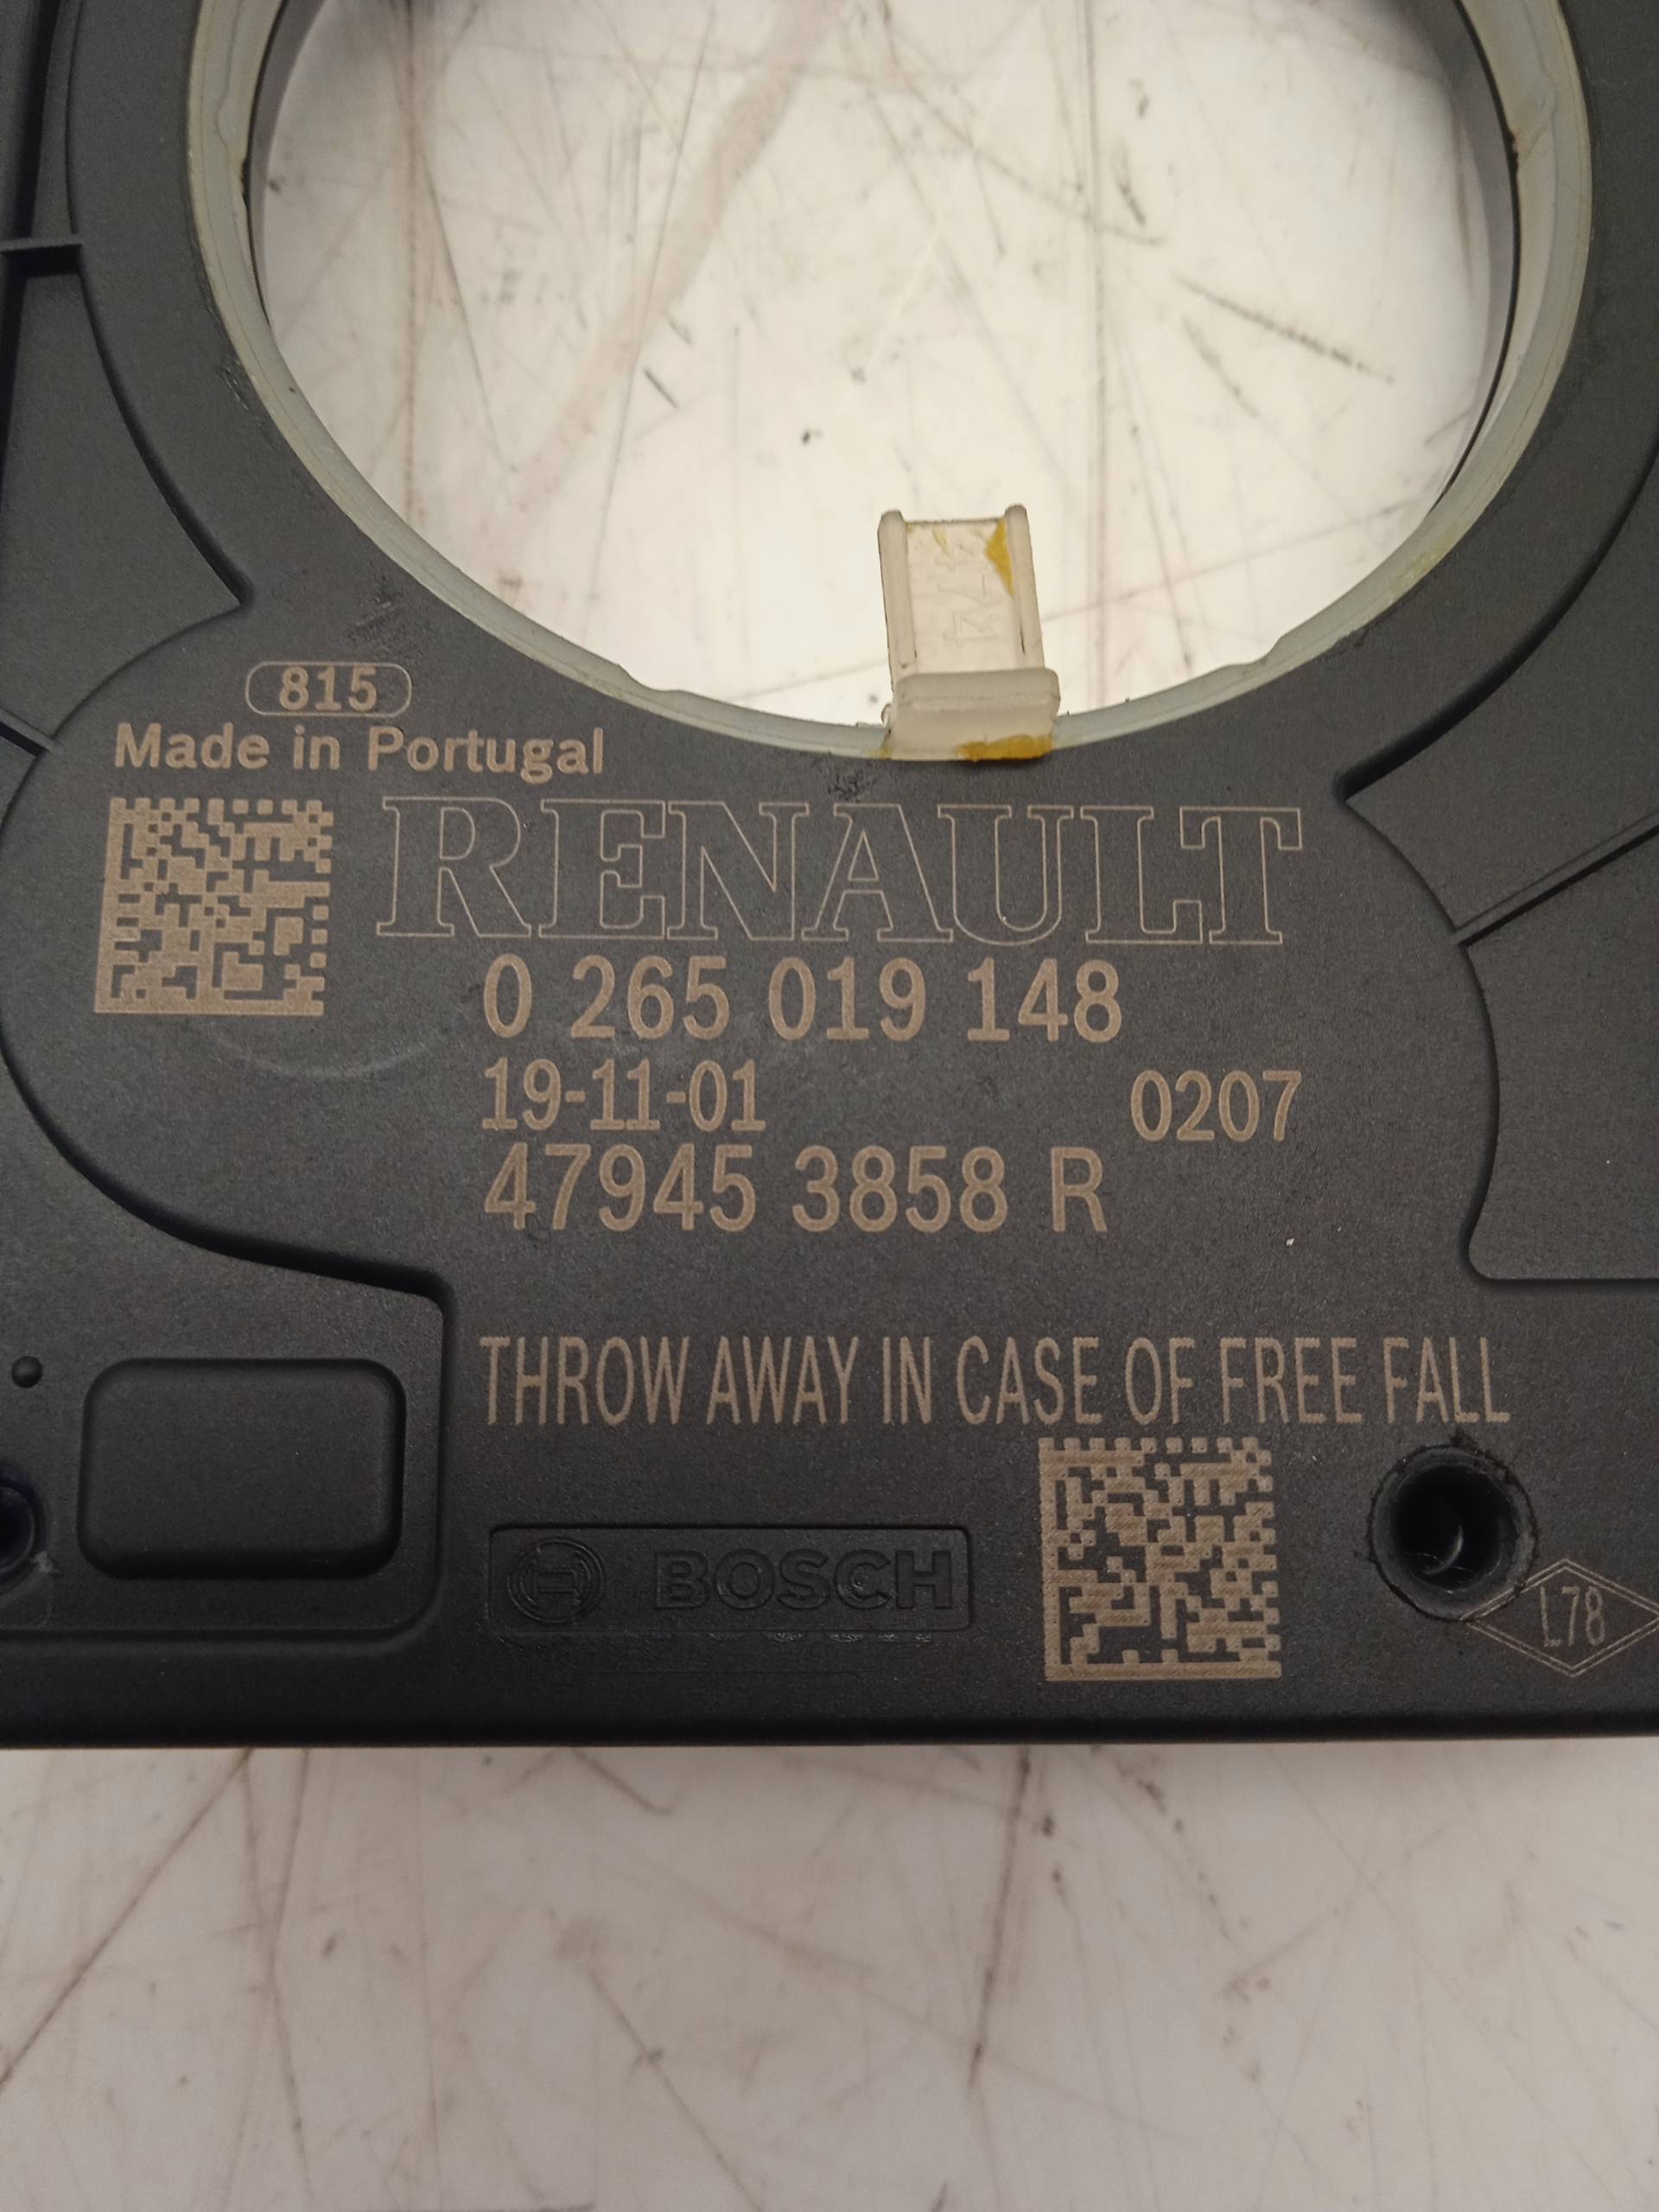 815
Made in Portugal
RENAULT
0 265 019 148
19-11-01 0207
47945 3858 R
THROW AWAY IN CASE OF FREE FALL
BOSCH
L78